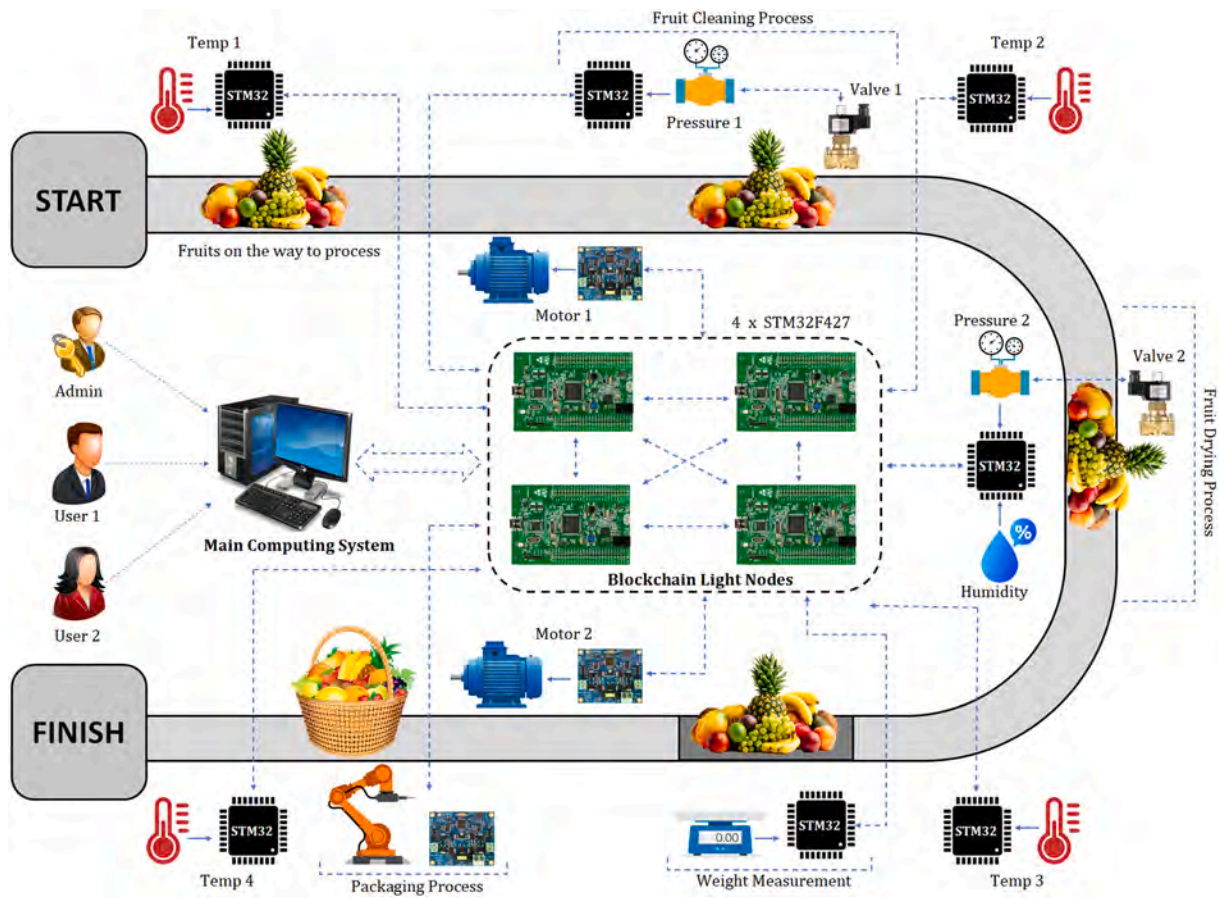 Fruit Cleaning Process
Temp 1
Temp 2
STM32
STM32
Valve 1
STM32
Pressure 1
START
Fruits on the way to process
Motor 1
4 x STM32F427
Pressure 2
Valve 2
Admin
Fruit Drying Process
STM32
User 1
Main Computing System
%
Blockchain Light Nodes
Humidity
User 2
Motor 2
FINISH
STM32
0.00
STM32
STM32
Temp 4
Packaging Process
Weight Measurement
Temp 3